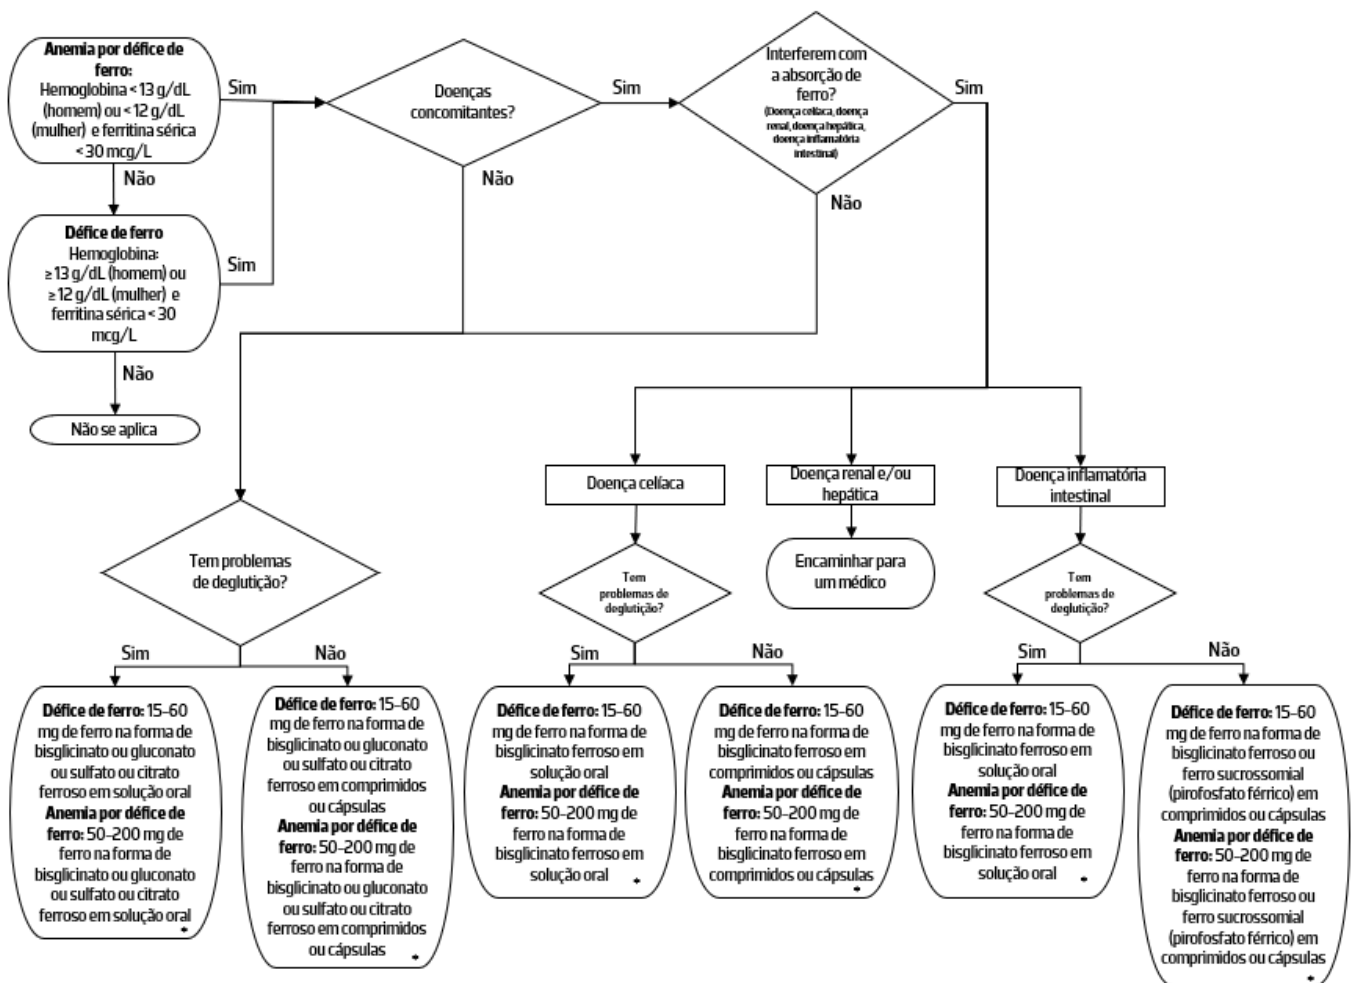 Anemia por défice de
ferro:
Hemoglobina < 13 g/dL
(homem) ou < 12 g/dL
(mulher) e ferritina sérica
< 30 mcg/L
Sim
Não
Défice de ferro
Hemoglobina:
≥ 13 g/dL (homem) ou
≥ 12 g/dL (mulher) e
ferritina sérica < 30
mcg/L
Sim
Não
Não se aplica
Doenças
concomitantes?
Sim
Não
Interferem com
a absorção de
ferro?
(Doença celíaca, doença
renal, doença hepática,
doença inflamatória
intestinal)
Sim
Não
Doença celíaca
Doença renal e/ou
hepática
Doença inflamatória
intestinal
Encaminhar para
um médico
Tem problemas
de deglutição?
Sim
Não
Tem
problemas de
deglutição?
Sim
Não
Tem
problemas de
deglutição?
Sim
Não
Défice de ferro: 15–60
mg de ferro na forma de
bisglicinato ou gluconato
ou sulfato ou citrato
ferroso em solução oral
Anemia por défice de
ferro: 50–200 mg de
ferro na forma de
bisglicinato ou gluconato
ou sulfato ou citrato
ferroso em solução oral
*
Défice de ferro: 15–60
mg de ferro na forma de
bisglicinato ou gluconato
ou sulfato ou citrato
ferroso em comprimidos
ou cápsulas
Anemia por défice de
ferro: 50–200 mg de
ferro na forma de
bisglicinato ou gluconato
ou sulfato ou citrato
ferroso em comprimidos
ou cápsulas
*
Défice de ferro: 15–60
mg de ferro na forma de
bisglicinato ferroso em
solução oral
Anemia por défice de
ferro: 50–200 mg de
ferro na forma de
bisglicinato ferroso em
solução oral
*
Défice de ferro: 15–60
mg de ferro na forma de
bisglicinato ferroso em
comprimidos ou cápsulas
Anemia por défice de
ferro: 50–200 mg de
ferro na forma de
bisglicinato ferroso em
comprimidos ou cápsulas
*
Défice de ferro: 15–60
mg de ferro na forma de
bisglicinato ferroso em
solução oral
Anemia por défice de
ferro: 50–200 mg de
ferro na forma de
bisglicinato ferroso em
solução oral
*
Défice de ferro: 15–60
mg de ferro na forma de
bisglicinato ferroso ou
ferro sucrossomial
(pirofosfato férrico) em
comprimidos ou cápsulas
Anemia por défice de
ferro: 50–200 mg de
ferro na forma de
bisglicinato ferroso ou
ferro sucrossomial
(pirofosfato férrico) em
comprimidos ou cápsulas
*